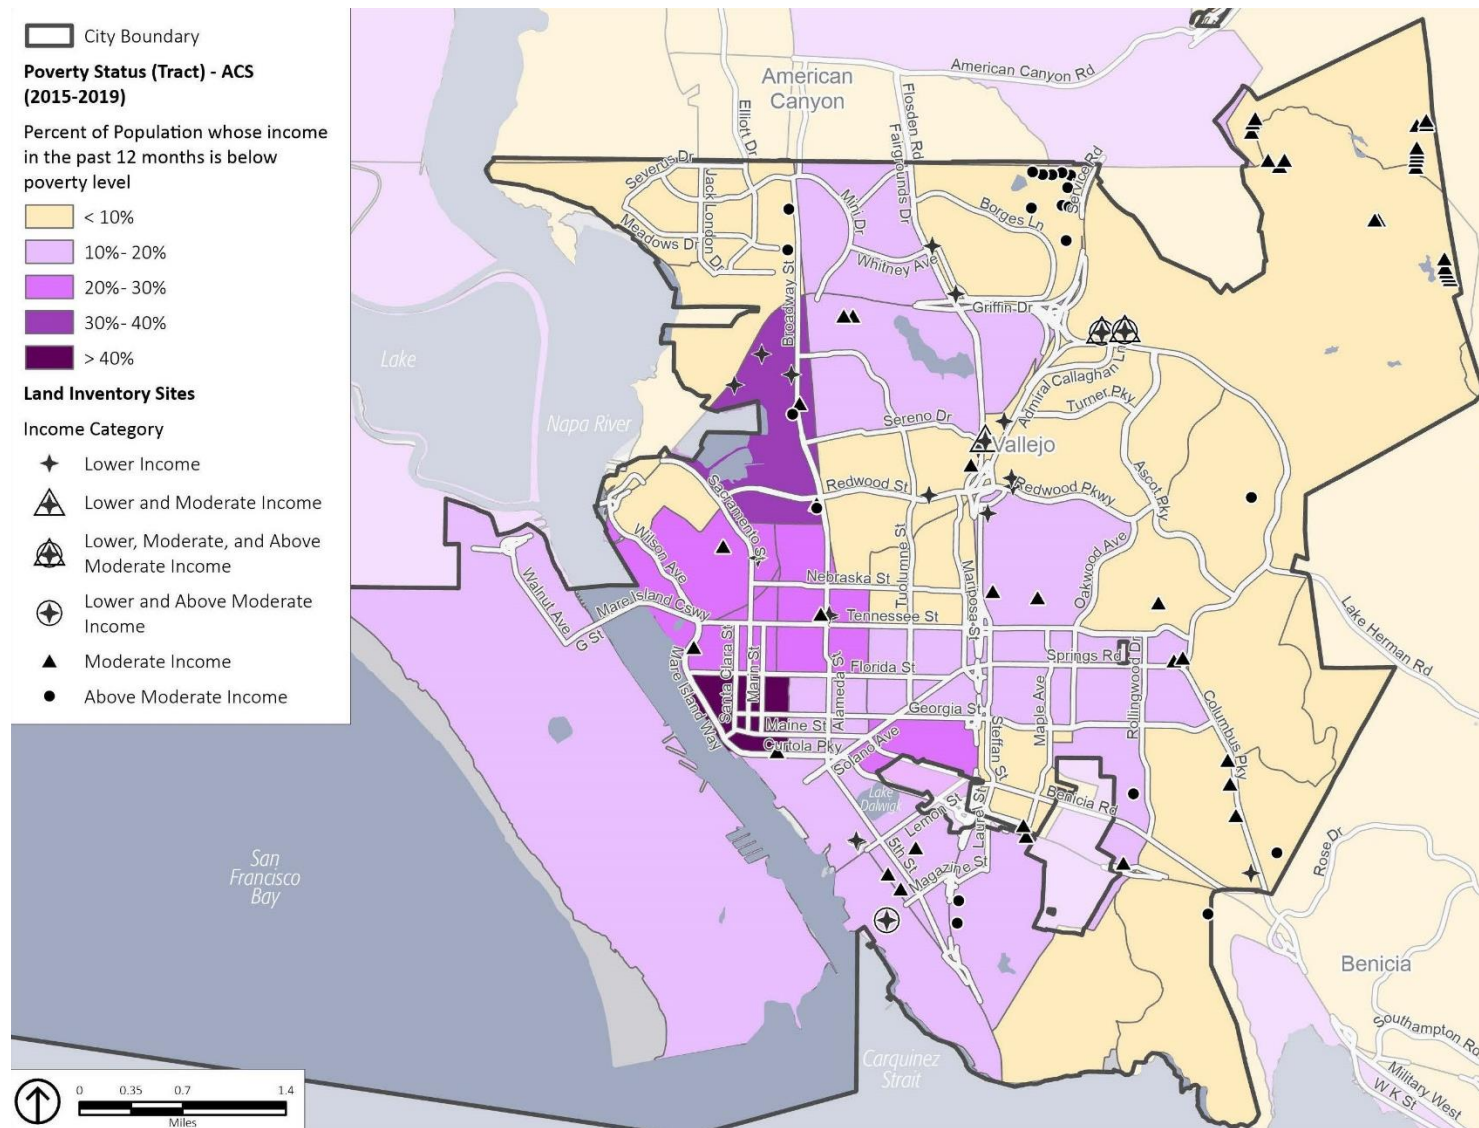 City Boundary
Poverty Status (Tract) - ACS
(2015-2019)
Percent of Population whose income
in the past 12 months is below
poverty level
< 10%
10%- 20%
20%- 30%
30%- 40%
> 40%
Land Inventory Sites
Income Category
Lower Income
Lower and Moderate Income
Lower, Moderate, and Above
Moderate Income
Lower and Above Moderate
Income
Moderate Income
Above Moderate Income
American
Canyon
American Canyon Rd
Elliott Dr
Flosden Rd
Fairgrounds Dr
Service Rd
Severus Dr
Jack London Dr
Meadows Dr
Mini Dr
Borges Ln
Whitney Ave
Broadway St
Griffin Dr
Lake
Admiral Callaghan Ln
Turner Pky
Napa River
Sereno Dr
Vallejo
Ascot Pky
Sacramento St
Redwood St
Redwood Pkwy
Wilson Ave
Tuolumne St
Mariposa St
Oakwood Ave
Nebraska St
Walnut Ave
G St
Mare Island Cswy
Tennessee St
Lake Herman Rd
Santa Clara St
Marin St
Florida St
Springs Rd
Rollingwood Dr
Mare Island Way
Alameda St
Maple Ave
Columbus Pky
Georgia St
Maine St
Steffan St
Curtola Pky
Solano Ave
Lake
Dalwigk
Lemon St
Laurel St
Benicia Rd
5th St
Magazine St
Rose Dr
San
Francisco
Bay
Benicia
Southampton Rd
Carquinez
Strait
Military West
W K St
0 0.35 0.7 1.4
Miles